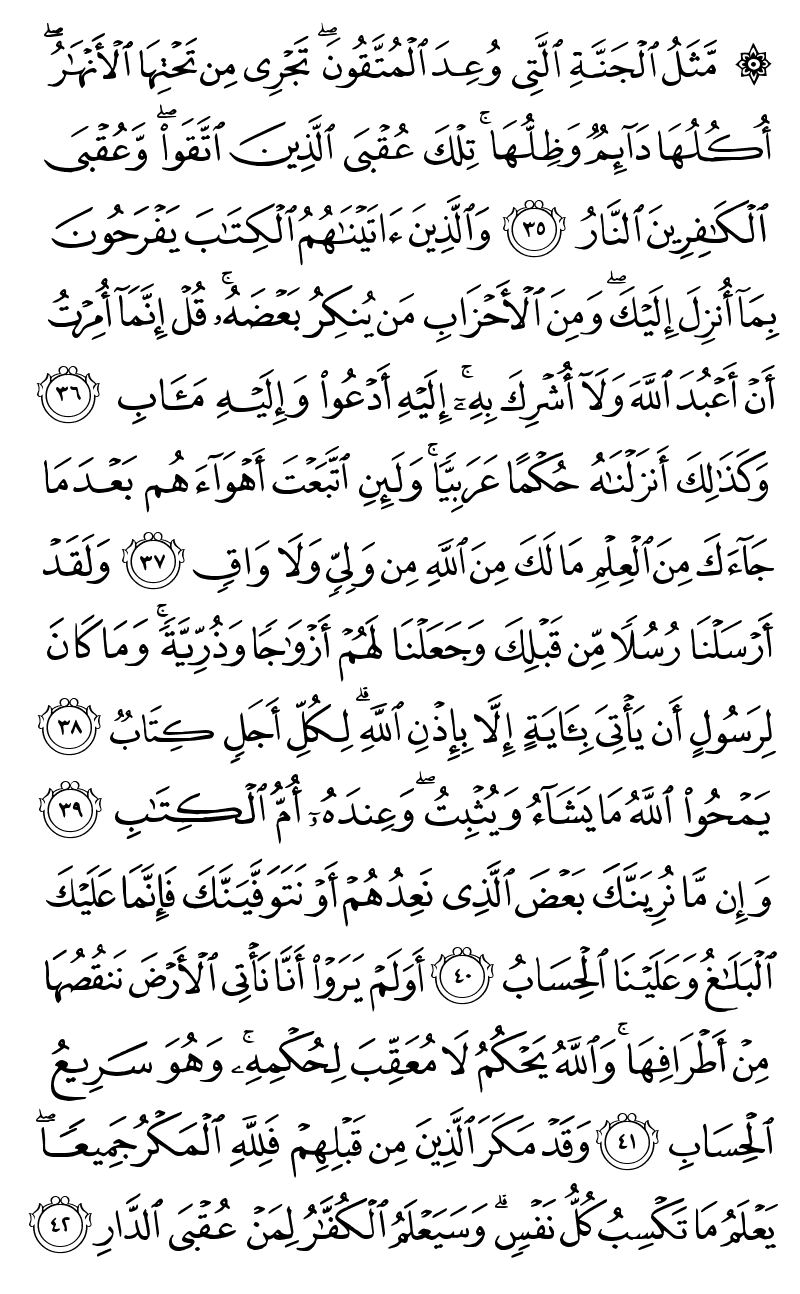 ۞ مَّثَلُ ٱلْجَنَّةِ ٱلَّتِى وُعِدَ ٱلْمُتَّقُونَ ۖ تَجْرِى مِن تَحْتِهَا ٱلْأَنْهَٰرُ ۖ
أُكُلُهَا دَآئِمٌ وَظِلُّهَا ۚ تِلْكَ عُقْبَى ٱلَّذِينَ ٱتَّقَوا۟ ۖ وَّعُقْبَى
ٱلْكَٰفِرِينَ ٱلنَّارُ ٣٥ وَٱلَّذِينَ ءَاتَيْنَٰهُمُ ٱلْكِتَٰبَ يَفْرَحُونَ
بِمَآ أُنزِلَ إِلَيْكَ ۖ وَمِنَ ٱلْأَحْزَابِ مَن يُنكِرُ بَعْضَهُۥ ۚ قُلْ إِنَّمَآ أُمِرْتُ
أَنْ أَعْبُدَ ٱللَّهَ وَلَآ أُشْرِكَ بِهِۦٓ ۚ إِلَيْهِ أَدْعُوا۟ وَإِلَيْهِ مَـَٔابِ ٣٦
وَكَذَٰلِكَ أَنزَلْنَٰهُ حُكْمًا عَرَبِيًّا ۚ وَلَئِنِ ٱتَّبَعْتَ أَهْوَآءَهُم بَعْدَمَا
جَآءَكَ مِنَ ٱلْعِلْمِ مَا لَكَ مِنَ ٱللَّهِ مِن وَلِىٍّ وَلَا وَاقٍ ٣٧ وَلَقَدْ
أَرْسَلْنَا رُسُلًا مِّن قَبْلِكَ وَجَعَلْنَا لَهُمْ أَزْوَٰجًا وَذُرِّيَّةً ۚ وَمَا كَانَ
لِرَسُولٍ أَن يَأْتِىَ بِـَٔايَةٍ إِلَّا بِإِذْنِ ٱللَّهِ ۗ لِكُلِّ أَجَلٍ كِتَابٌ ٣٨
يَمْحُوا۟ ٱللَّهُ مَا يَشَآءُ وَيُثْبِتُ ۖ وَعِندَهُۥٓ أُمُّ ٱلْكِتَٰبِ ٣٩
وَإِن مَّا نُرِيَنَّكَ بَعْضَ ٱلَّذِى نَعِدُهُمْ أَوْ نَتَوَفَّيَنَّكَ فَإِنَّمَا عَلَيْكَ
ٱلْبَلَٰغُ وَعَلَيْنَا ٱلْحِسَابُ ٤٠ أَوَلَمْ يَرَوْا۟ أَنَّا نَأْتِى ٱلْأَرْضَ نَنقُصُهَا
مِنْ أَطْرَافِهَا ۚ وَٱللَّهُ يَحْكُمُ لَا مُعَقِّبَ لِحُكْمِهِۦ ۚ وَهُوَ سَرِيعُ
ٱلْحِسَابِ ٤١ وَقَدْ مَكَرَ ٱلَّذِينَ مِن قَبْلِهِمْ فَلِلَّهِ ٱلْمَكْرُ جَمِيعًا ۖ
يَعْلَمُ مَا تَكْسِبُ كُلُّ نَفْسٍ ۗ وَسَيَعْلَمُ ٱلْكُفَّٰرُ لِمَنْ عُقْبَى ٱلدَّارِ ٤٢